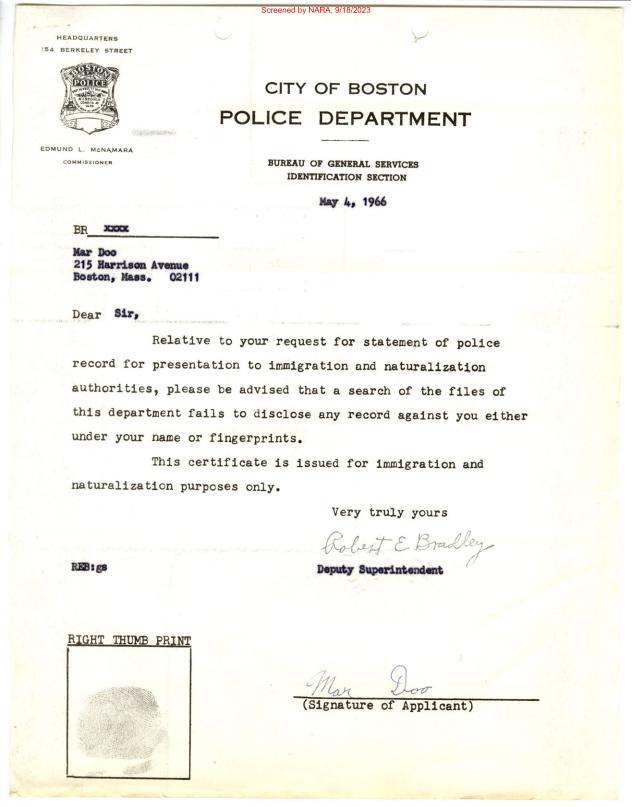 Screened by NARA, 9/18/2023
HEADQUARTERS
154 BERKELEY STREET
BOSTON
POLICE
EDMUND L. McNAMARA
COMMISSIONER
CITY OF BOSTON
POLICE DEPARTMENT
BUREAU OF GENERAL SERVICES
IDENTIFICATION SECTION
May 4, 1966
BR xxxx
Mar Doo
215 Harrison Avenue
Boston, Mass. 02111
Dear Sir,
Relative to your request for statement of police
record for presentation to immigration and naturalization
authorities, please be advised that a search of the files of
this department fails to disclose any record against you either
under your name or fingerprints.
This certificate is issued for immigration and
naturalization purposes only.
Very truly yours
Robert E Bradley
REB:gs
Deputy Superintendent
RIGHT THUMB PRINT
Mar Doo
(Signature of Applicant)